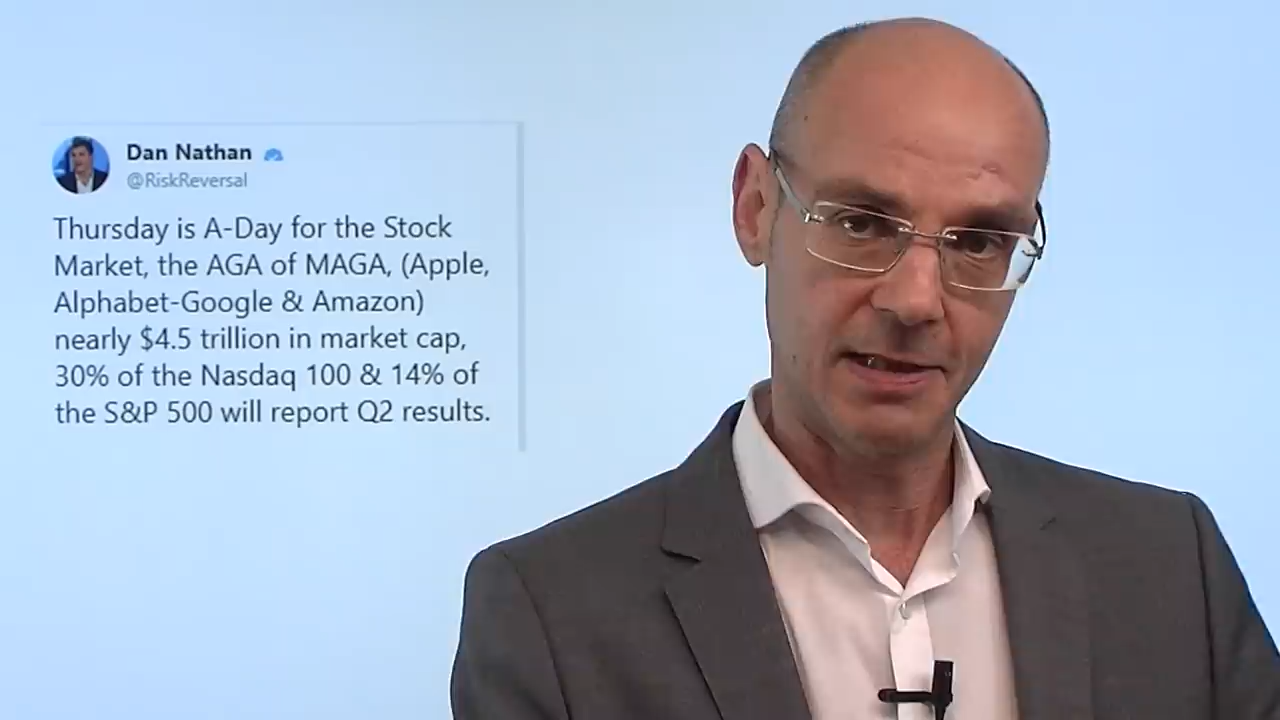 Dan Nathan
@RiskReversal
Thursday is A-Day for the Stock
Market, the AGA of MAGA, (Apple,
Alphabet-Google & Amazon)
nearly $4.5 trillion in market cap,
30% of the Nasdaq 100 & 14% of
the S&P 500 will report Q2 results.